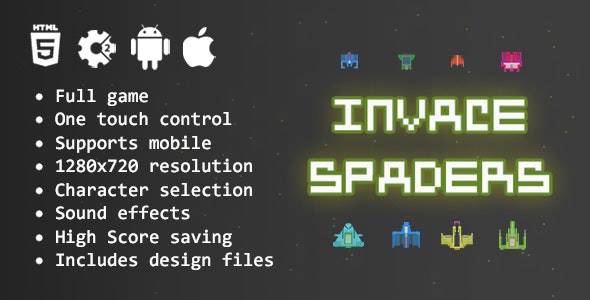 HTML
5
2
• Full game
• One touch control
• Supports mobile
• 1280x720 resolution
• Character selection
• Sound effects
• High Score saving
• Includes design files
INVACE
SPADERS